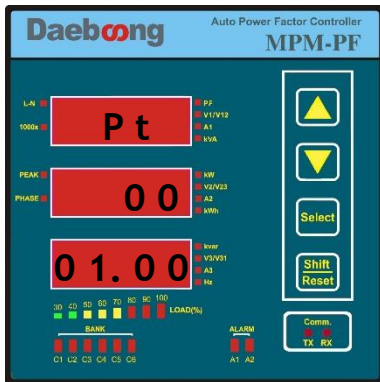 Daeboong
Auto Power Factor Controller
MPM-PF
L-N
1000x
Pt
PF
V1/V12
A1
kVA
PEAK
PHASE
00
kW
V2/V23
A2
kWh
01.00
kvar
V3/V31
A3
Hz
30 40 50 60 70 80 90 100 LOAD(%)
BANK
C1 C2 C3 C4 C5 C6
ALARM
A1 A2
Select
Shift
Reset
Comm.
TX RX